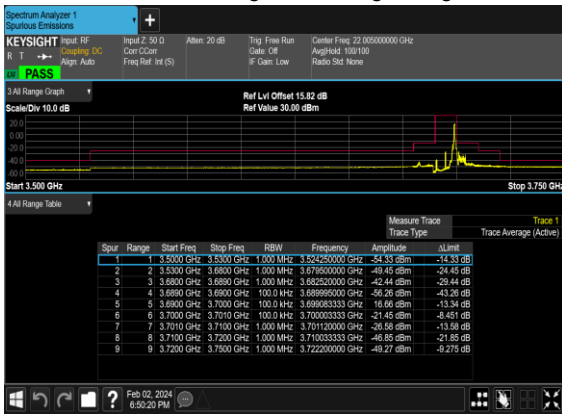 Spectrum Analyzer 1
Spurious Emissions
KEYSIGHT Input: RF Input Z: 50 Ω Atten: 20 dB Trig: Free Run Center Freq: 22.005000000 GHz
R T Coupling: DC Corr CCorr Gate: Off Avg|Hold: 100/100
Align: Auto Freq Ref: Int (S) IF Gain: Low Radio Std: None
PASS
3 All Range Graph
Ref Lvl Offset 15.82 dB
Scale/Div 10.0 dB Ref Value 30.00 dBm
20.0
0.00
-20.0
-40.0
-60.0
Start 3.500 GHz Stop 3.750 GHz
4 All Range Table
Measure Trace Trace 1
Trace Type Trace Average (Active)
Spur Range Start Freq Stop Freq RBW Frequency Amplitude ΔLimit
1 1 3.5000 GHz 3.5300 GHz 1.000 MHz 3.524250000 GHz -54.33 dBm -14.33 dB
2 2 3.5300 GHz 3.6800 GHz 1.000 MHz 3.679500000 GHz -49.45 dBm -24.45 dB
3 3 3.6800 GHz 3.6890 GHz 1.000 MHz 3.682520000 GHz -42.44 dBm -29.44 dB
4 4 3.6890 GHz 3.6900 GHz 100.0 kHz 3.689995000 GHz -56.26 dBm -43.26 dB
5 5 3.6900 GHz 3.7000 GHz 100.0 kHz 3.699083333 GHz 16.66 dBm -13.34 dB
6 6 3.7000 GHz 3.7010 GHz 100.0 kHz 3.700003333 GHz -21.45 dBm -8.451 dB
7 7 3.7010 GHz 3.7100 GHz 1.000 MHz 3.701120000 GHz -26.58 dBm -13.58 dB
8 8 3.7100 GHz 3.7200 GHz 1.000 MHz 3.710033333 GHz -46.85 dBm -21.85 dB
9 9 3.7200 GHz 3.7500 GHz 1.000 MHz 3.722200000 GHz -49.27 dBm -9.275 dB
? Feb 02, 2024
6:50:20 PM